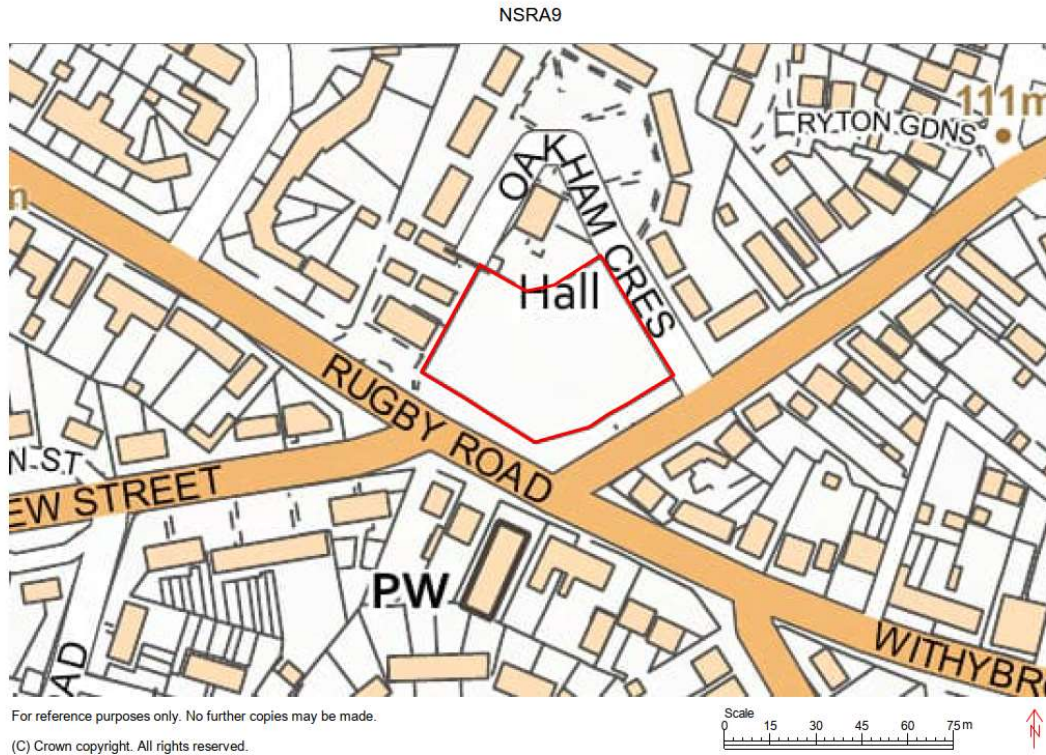 NSRA9
111m
RYTON GDNS
OAKHAM CRES
m
Hall
RUGBY ROAD
N ST
EW STREET
PW
AD
WITHYBR
For reference purposes only. No further copies may be made.
(C) Crown copyright. All rights reserved.
Scale
0 15 30 45 60 75 m
N